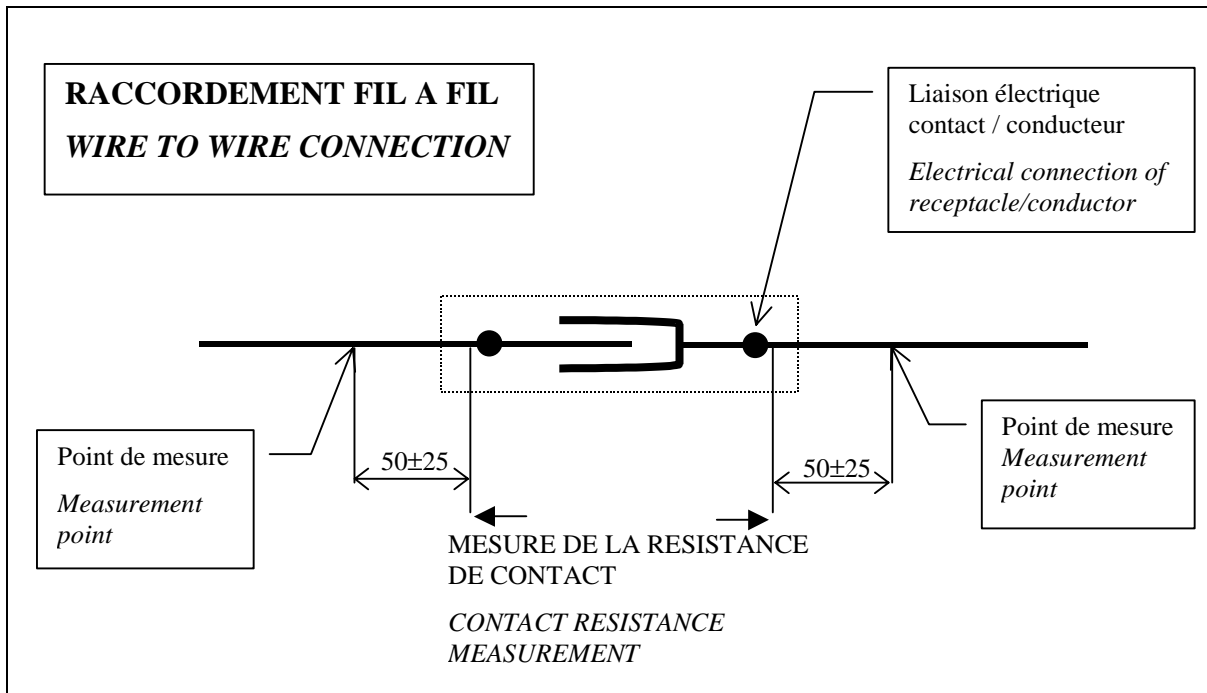 RACCORDEMENT FIL A FIL
WIRE TO WIRE CONNECTION
Liaison électrique
contact / conducteur
Electrical connection of
receptacle/conductor
Point de mesure
Measurement
point
50±25
50±25
Point de mesure
Measurement
point
MESURE DE LA RESISTANCE
DE CONTACT
CONTACT RESISTANCE
MEASUREMENT